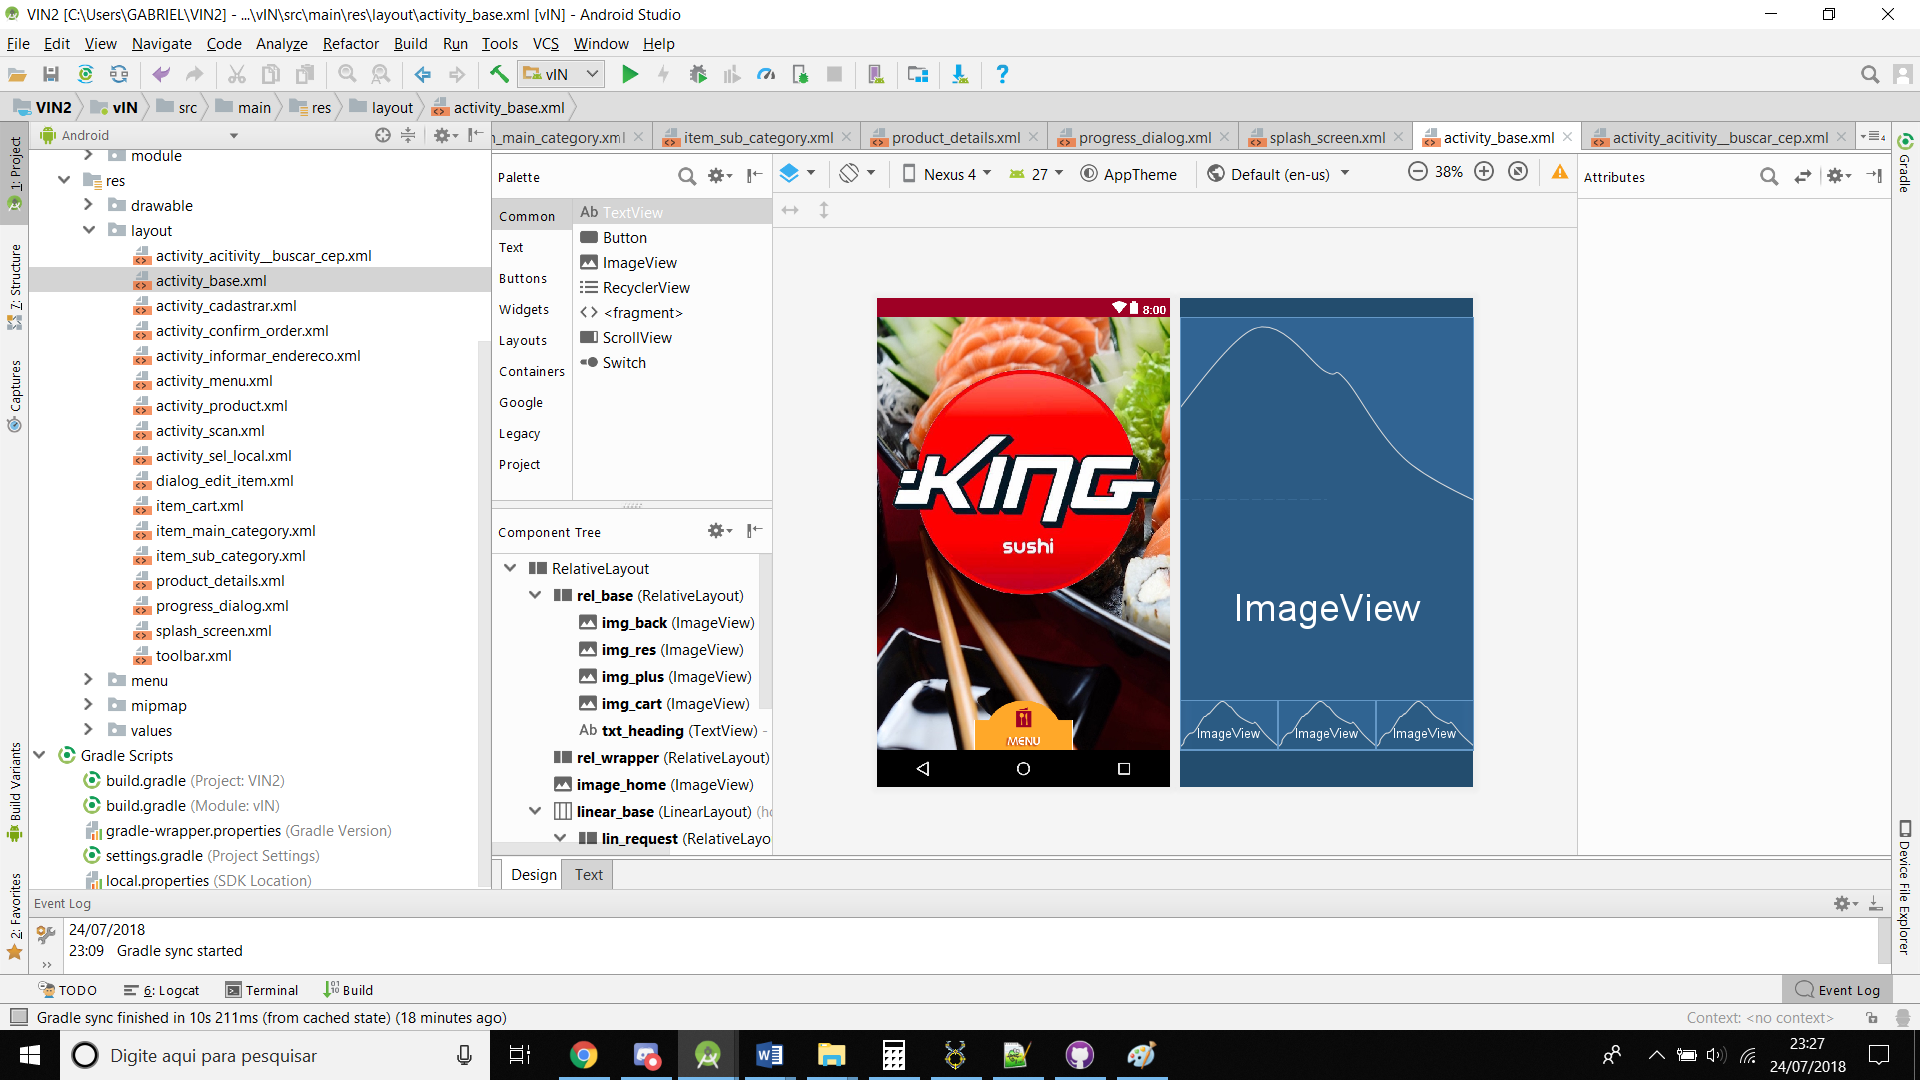 VIN2 [C:\Users\GABRIEL\VIN2] - ...\vIN\src\main\res\layout\activity_base.xml [vIN] - Android Studio
File Edit View Navigate Code Analyze Refactor Build Run Tools VCS Window Help
vIN
VIN2 vIN src main res layout activity_base.xml
1: Project
7: Structure
Captures
Build Variants
2: Favorites
Android
module
res
drawable
layout
activity_acitivity__buscar_cep.xml
activity_base.xml
activity_cadastrar.xml
activity_confirm_order.xml
activity_informar_endereco.xml
activity_menu.xml
activity_product.xml
activity_scan.xml
activity_sel_local.xml
dialog_edit_item.xml
item_cart.xml
item_main_category.xml
item_sub_category.xml
product_details.xml
progress_dialog.xml
splash_screen.xml
toolbar.xml
menu
mipmap
values
Gradle Scripts
build.gradle (Project: VIN2)
build.gradle (Module: vIN)
gradle-wrapper.properties (Gradle Version)
settings.gradle (Project Settings)
local.properties (SDK Location)
n_main_category.xml item_sub_category.xml product_details.xml progress_dialog.xml splash_screen.xml activity_base.xml activity_acitivity__buscar_cep.xml 4
Palette
Common
Text
Buttons
Widgets
Layouts
Containers
Google
Legacy
Project
Ab TextView
Button
ImageView
RecyclerView
<fragment>
ScrollView
Switch
Component Tree
RelativeLayout
rel_base (RelativeLayout)
img_back (ImageView)
img_res (ImageView)
img_plus (ImageView)
img_cart (ImageView)
Ab txt_heading (TextView) -
rel_wrapper (RelativeLayout)
image_home (ImageView)
linear_base (LinearLayout) (ho
lin_request (RelativeLayo
Nexus 4 27 AppTheme Default (en-us) 38%
8:00
KING
sushi
MENU
ImageView
ImageView ImageView ImageView
Attributes
Gradle
Device File Explorer
Design Text
Event Log
24/07/2018
23:09 Gradle sync started
TODO 6: Logcat Terminal Build Event Log
Gradle sync finished in 10s 211ms (from cached state) (18 minutes ago) Context: <no context>
Digite aqui para pesquisar
23:27
24/07/2018